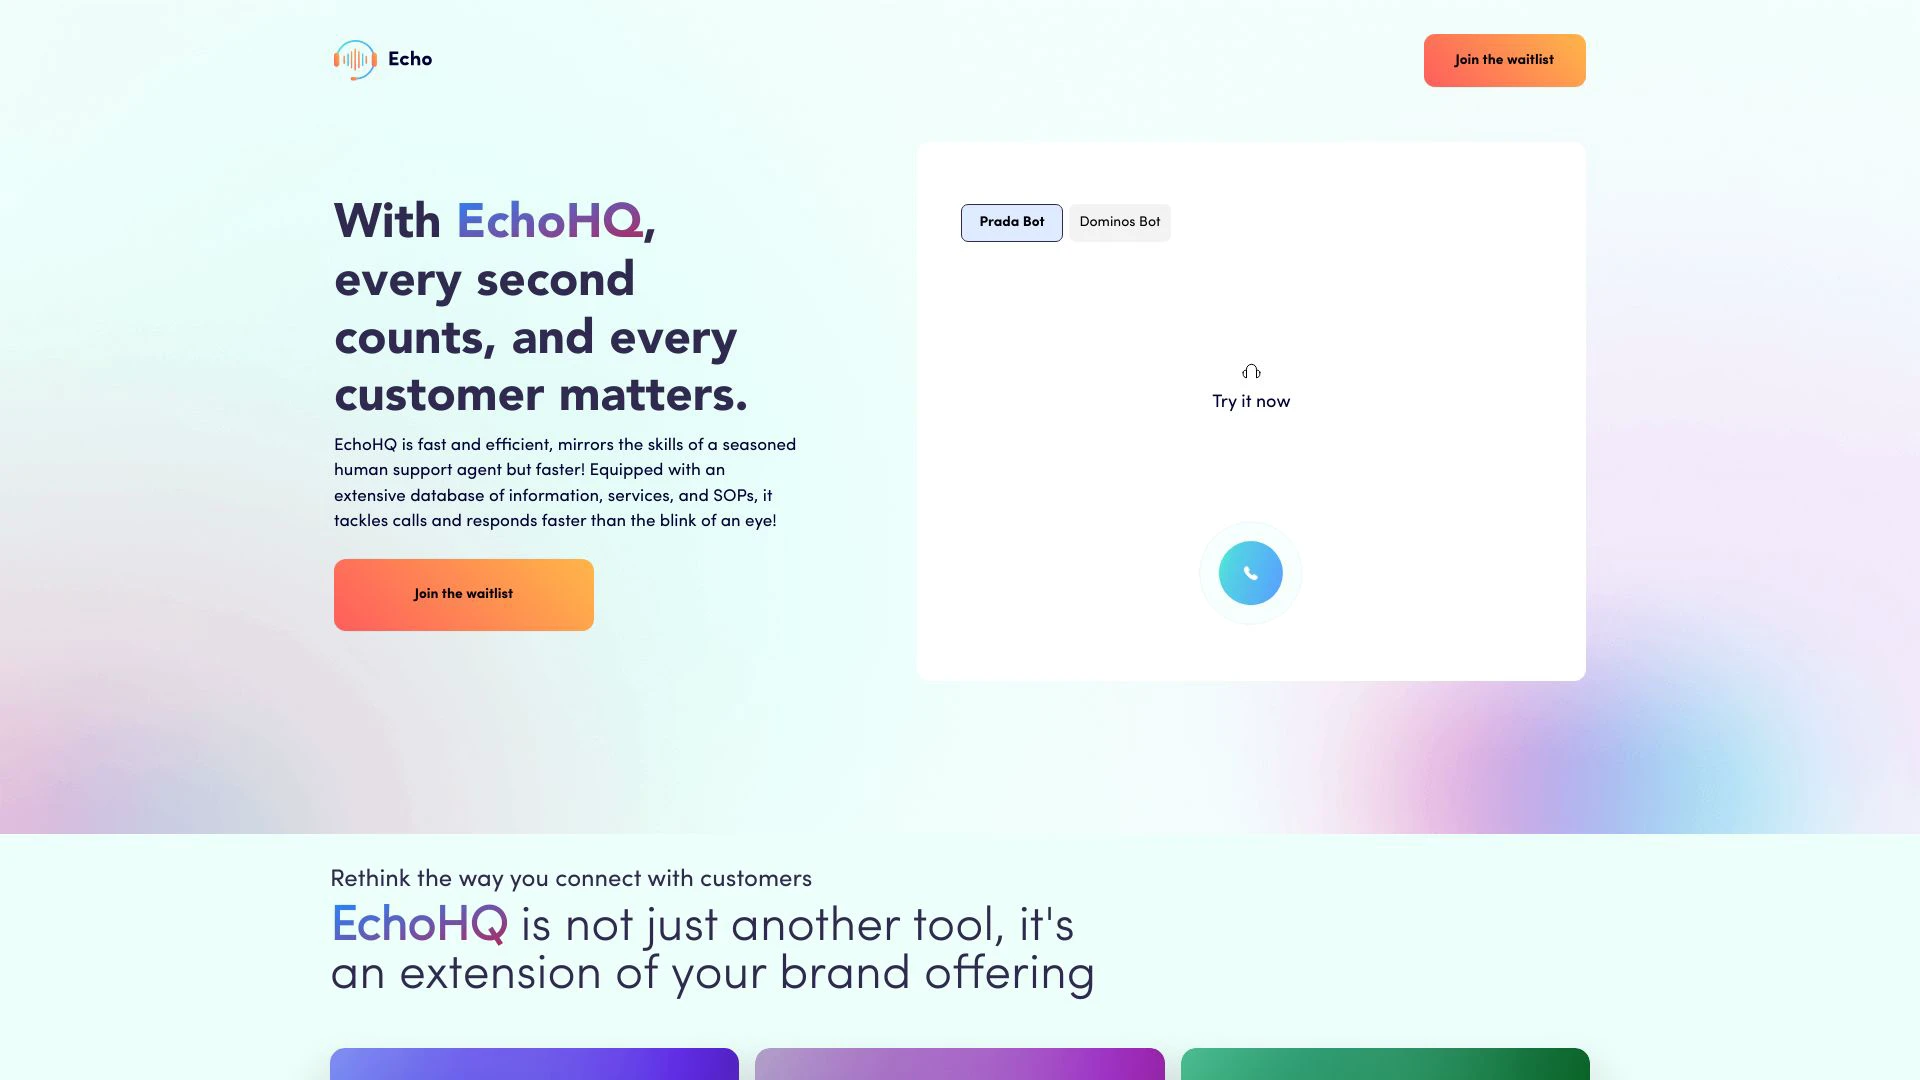 Echo
Join the waitlist
With EchoHQ,
every second
counts, and every
customer matters.
EchoHQ is fast and efficient, mirrors the skills of a seasoned
human support agent but faster! Equipped with an
extensive database of information, services, and SOPs, it
tackles calls and responds faster than the blink of an eye!
Join the waitlist
Prada Bot
Dominos Bot
Try it now
Rethink the way you connect with customers
EchoHQ is not just another tool, it's
an extension of your brand offering